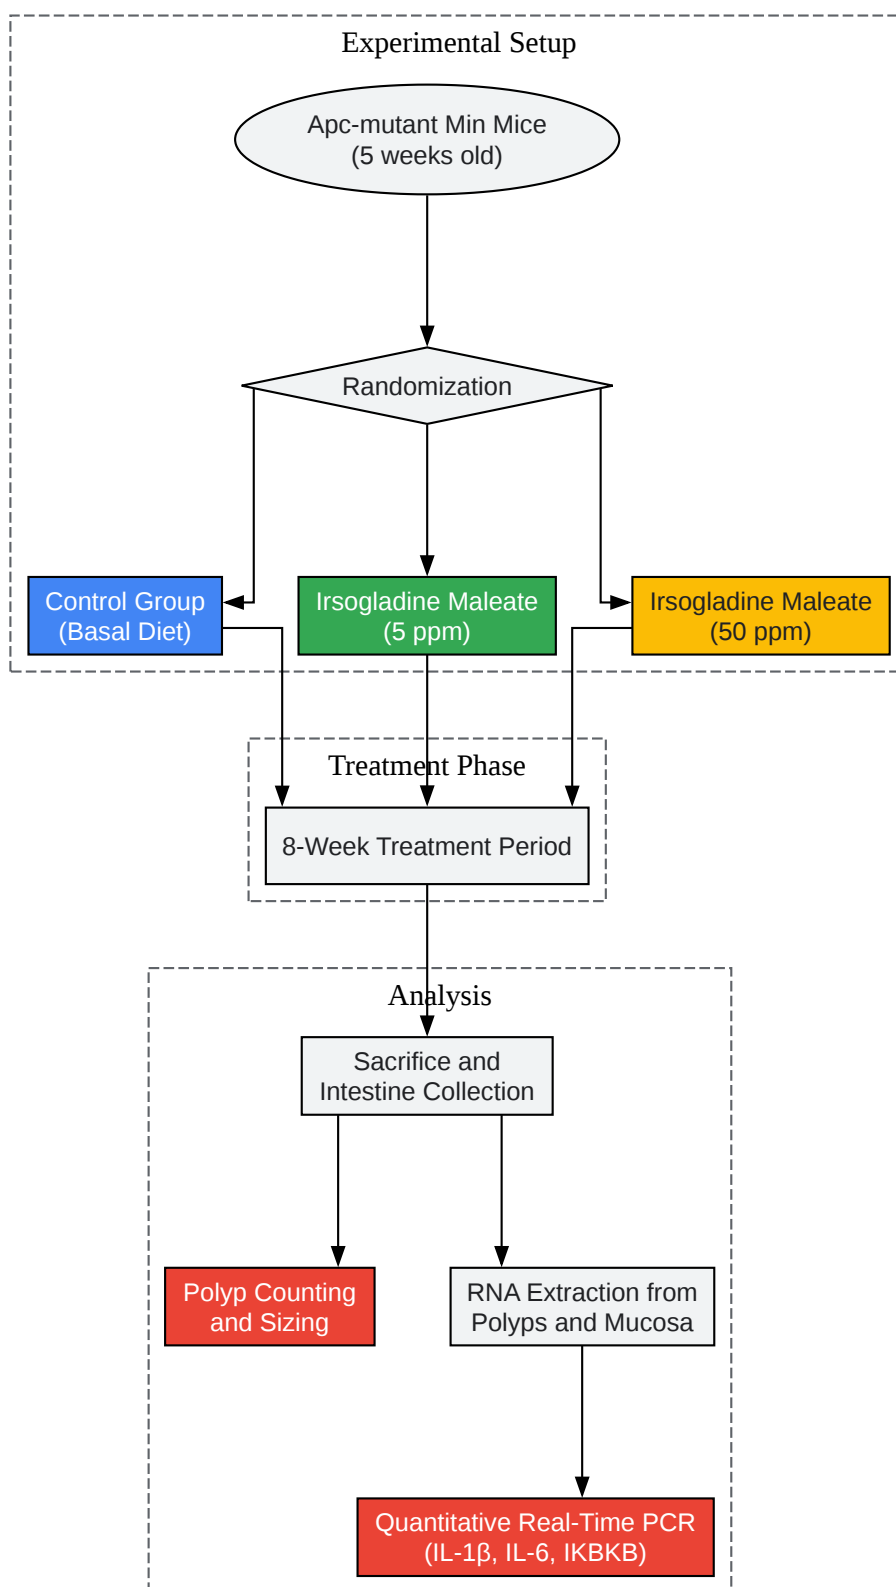 Experimental Setup
Apc-mutant Min Mice
(5 weeks old)
Randomization
Control Group
(Basal Diet)
Irsogladine Maleate
(5 ppm)
Irsogladine Maleate
(50 ppm)
Treatment Phase
8-Week Treatment Period
Analysis
Sacrifice and
Intestine Collection
Polyp Counting
and Sizing
RNA Extraction from
Polyps and Mucosa
Quantitative Real-Time PCR
(IL-1β, IL-6, IKBKB)